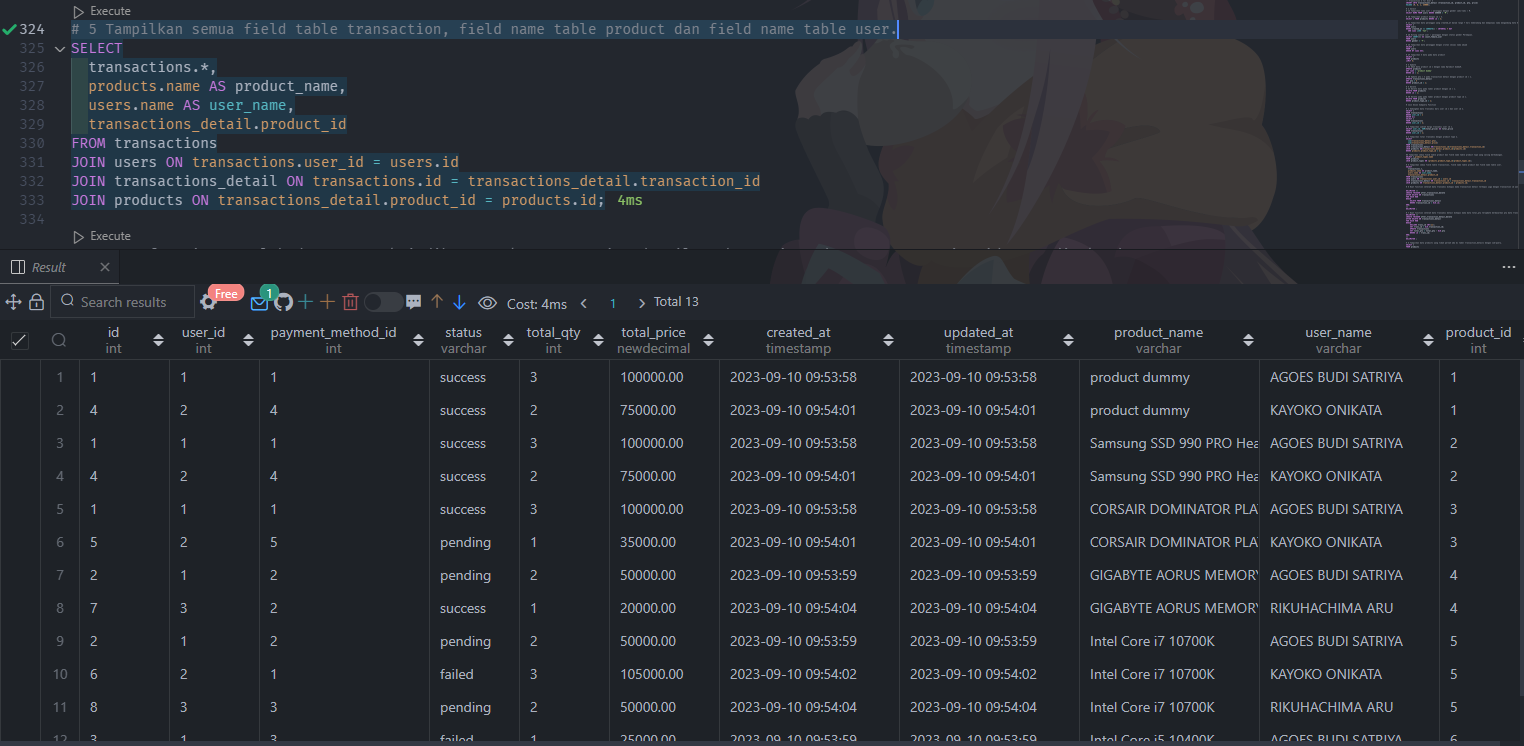 Execute
324 # 5 Tampilkan semua field table transaction, field name table product dan field name table user.
325 SELECT
326 transactions.*,
327 products.name AS product_name,
328 users.name AS user_name,
329 transactions_detail.product_id
330 FROM transactions
331 JOIN users ON transactions.user_id = users.id
332 JOIN transactions_detail ON transactions.id = transactions_detail.transaction_id
333 JOIN products ON transactions_detail.product_id = products.id; 4ms
334
Execute
Result
Search results Free 1 Cost: 4ms 1 Total 13
id user_id payment_method_id status total_qty total_price created_at updated_at product_name user_name product_id
int int int varchar int newdecimal timestamp timestamp varchar varchar int
1 1 1 1 success 3 100000.00 2023-09-10 09:53:58 2023-09-10 09:53:58 product dummy AGOES BUDI SATRIYA 1
2 4 2 4 success 2 75000.00 2023-09-10 09:54:01 2023-09-10 09:54:01 product dummy KAYOKO ONIKATA 1
3 1 1 1 success 3 100000.00 2023-09-10 09:53:58 2023-09-10 09:53:58 Samsung SSD 990 PRO Hea AGOES BUDI SATRIYA 2
4 4 2 4 success 2 75000.00 2023-09-10 09:54:01 2023-09-10 09:54:01 Samsung SSD 990 PRO Hea KAYOKO ONIKATA 2
5 1 1 1 success 3 100000.00 2023-09-10 09:53:58 2023-09-10 09:53:58 CORSAIR DOMINATOR PLA AGOES BUDI SATRIYA 3
6 5 2 5 pending 1 35000.00 2023-09-10 09:54:01 2023-09-10 09:54:01 CORSAIR DOMINATOR PLA KAYOKO ONIKATA 3
7 2 1 2 pending 2 50000.00 2023-09-10 09:53:59 2023-09-10 09:53:59 GIGABYTE AORUS MEMORY AGOES BUDI SATRIYA 4
8 7 3 2 success 1 20000.00 2023-09-10 09:54:04 2023-09-10 09:54:04 GIGABYTE AORUS MEMORY RIKUHACHIMA ARU 4
9 2 1 2 pending 2 50000.00 2023-09-10 09:53:59 2023-09-10 09:53:59 Intel Core i7 10700K AGOES BUDI SATRIYA 5
10 6 2 1 failed 3 105000.00 2023-09-10 09:54:02 2023-09-10 09:54:02 Intel Core i7 10700K KAYOKO ONIKATA 5
11 8 3 3 pending 2 50000.00 2023-09-10 09:54:04 2023-09-10 09:54:04 Intel Core i7 10700K RIKUHACHIMA ARU 5
12 3 1 3 failed 1 25000.00 2023-09-10 09:53:59 2023-09-10 09:53:59 Intel Core i5 10400K AGOES BUDI SATRIYA 6